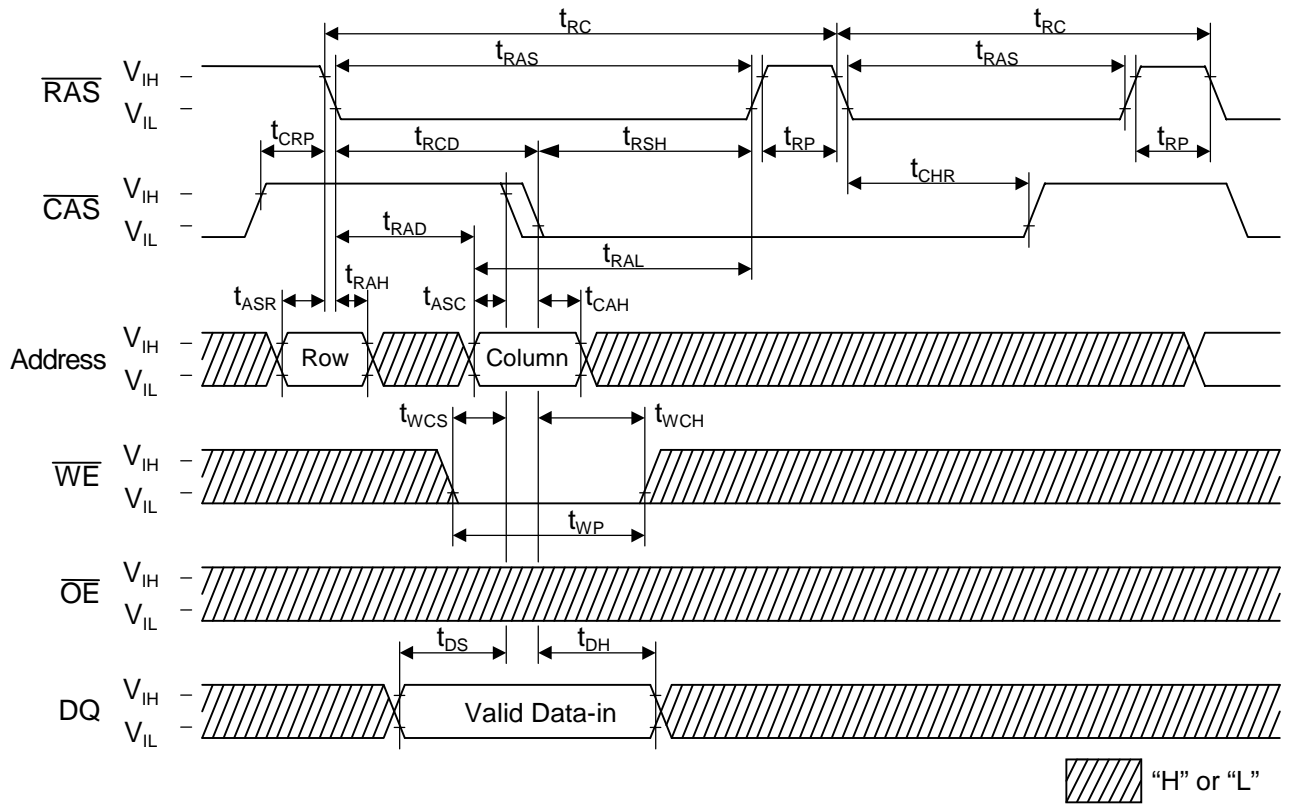 tRC tRC
RAS VIH tRAS tRAS
VIL
tCRP tRCD tRSH tRP tRP
CAS VIH tCHR
VIL tRAD
tRAL
tRAH
tASR tASC tCAH
Address VIH Row Column
VIL
tWCS tWCH
WE VIH
VIL
tWP
OE VIH
VIL
tDS tDH
DQ VIH Valid Data-in
VIL
“H” or “L”